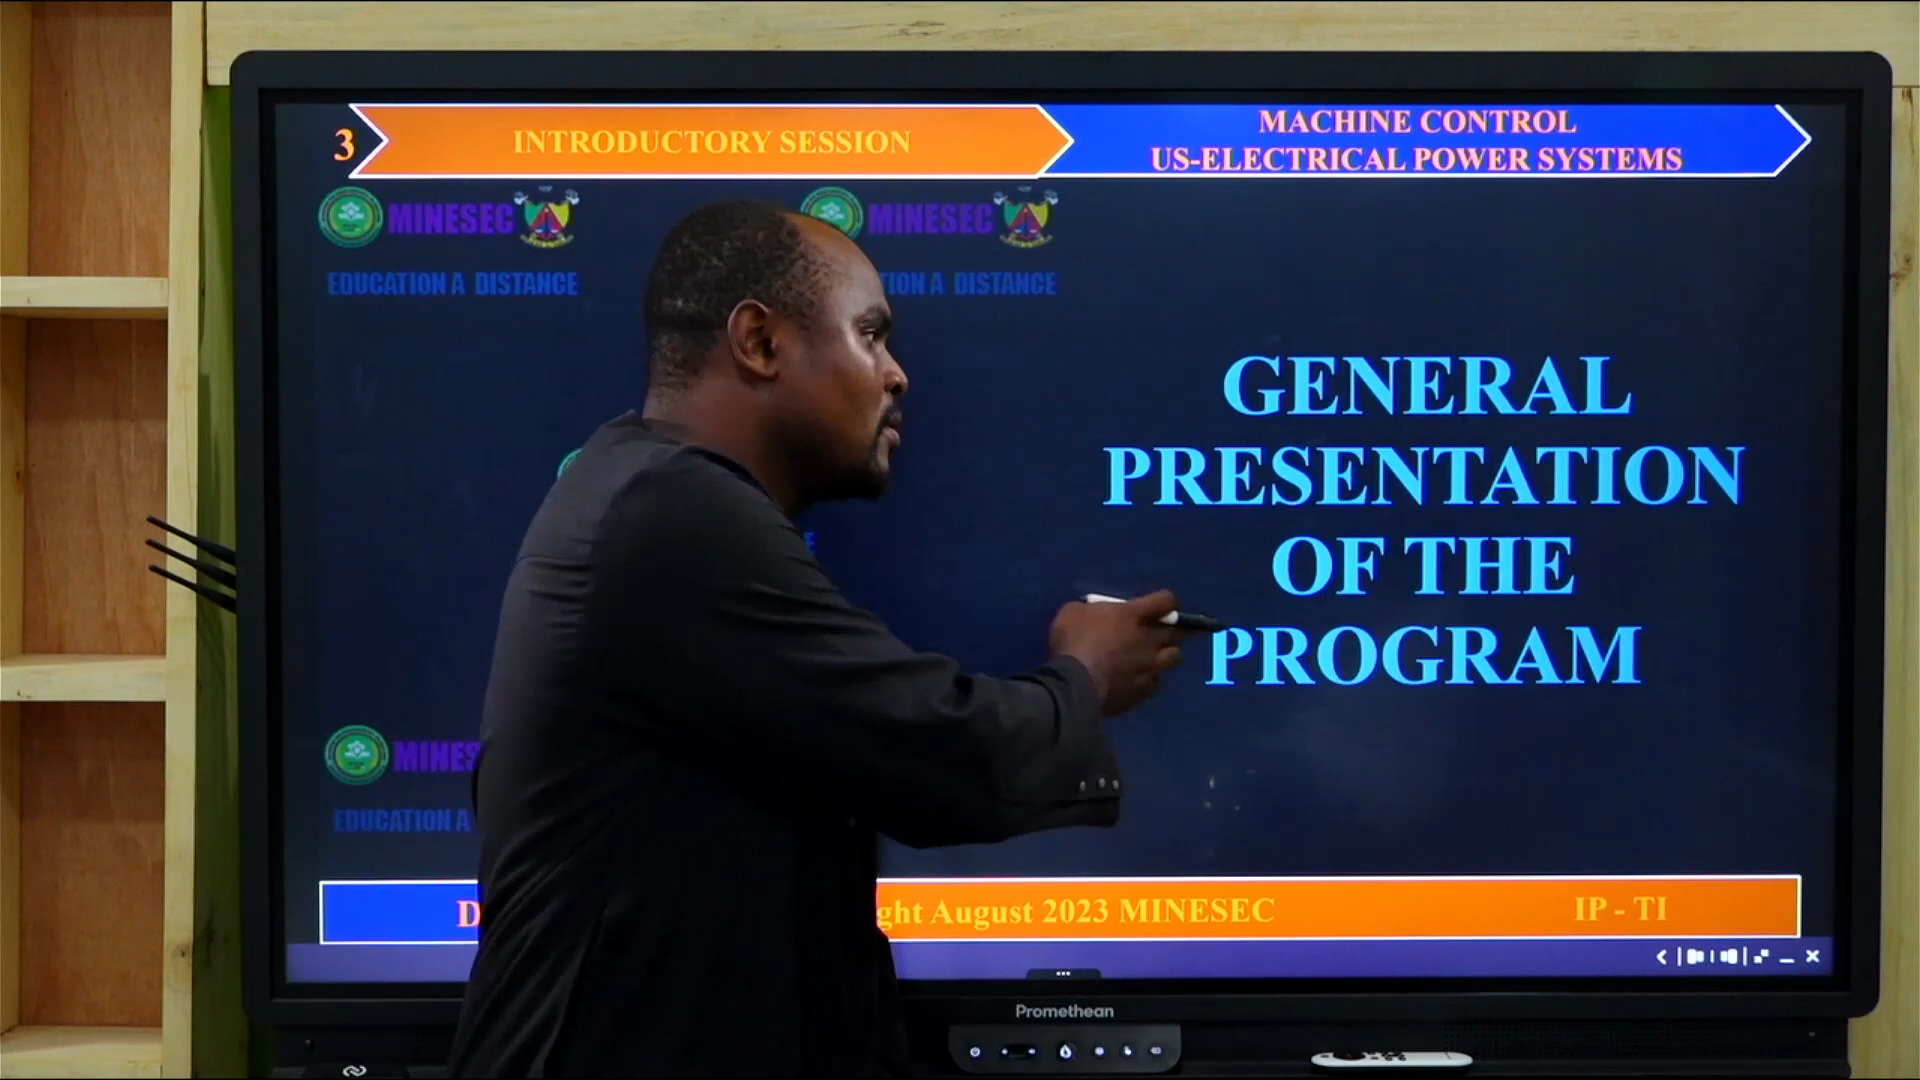 3
INTRODUCTORY SESSION
MACHINE CONTROL
US-ELECTRICAL POWER SYSTEMS
MINESEC
MINESEC
EDUCATION A DISTANCE
A DISTANCE
GENERAL
PRESENTATION
OF THE
PROGRAM
EDUCATION A
August 2023 MINESEC
IP - TI
Promethean